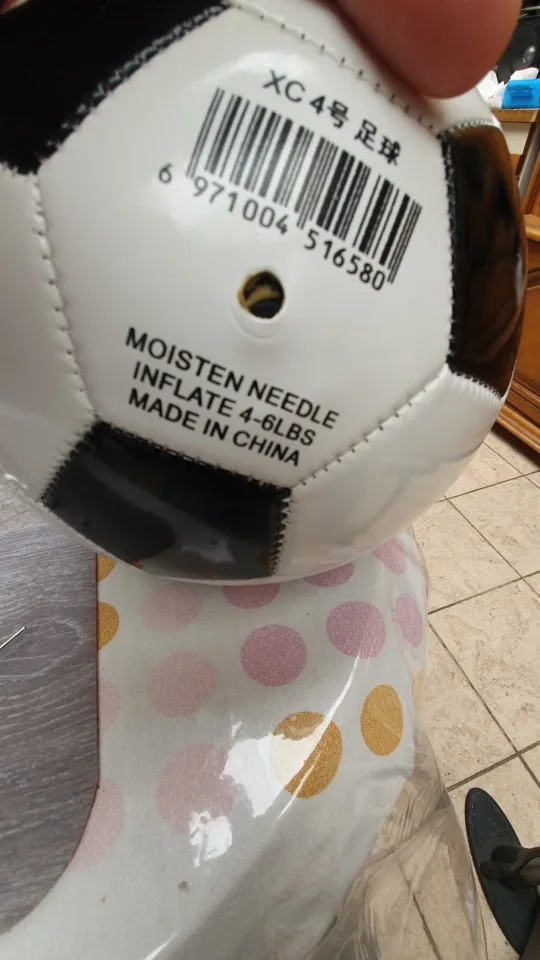 XC 4号 足球
6 971004 516580
MOISTEN NEEDLE
INFLATE 4-6LBS
MADE IN CHINA